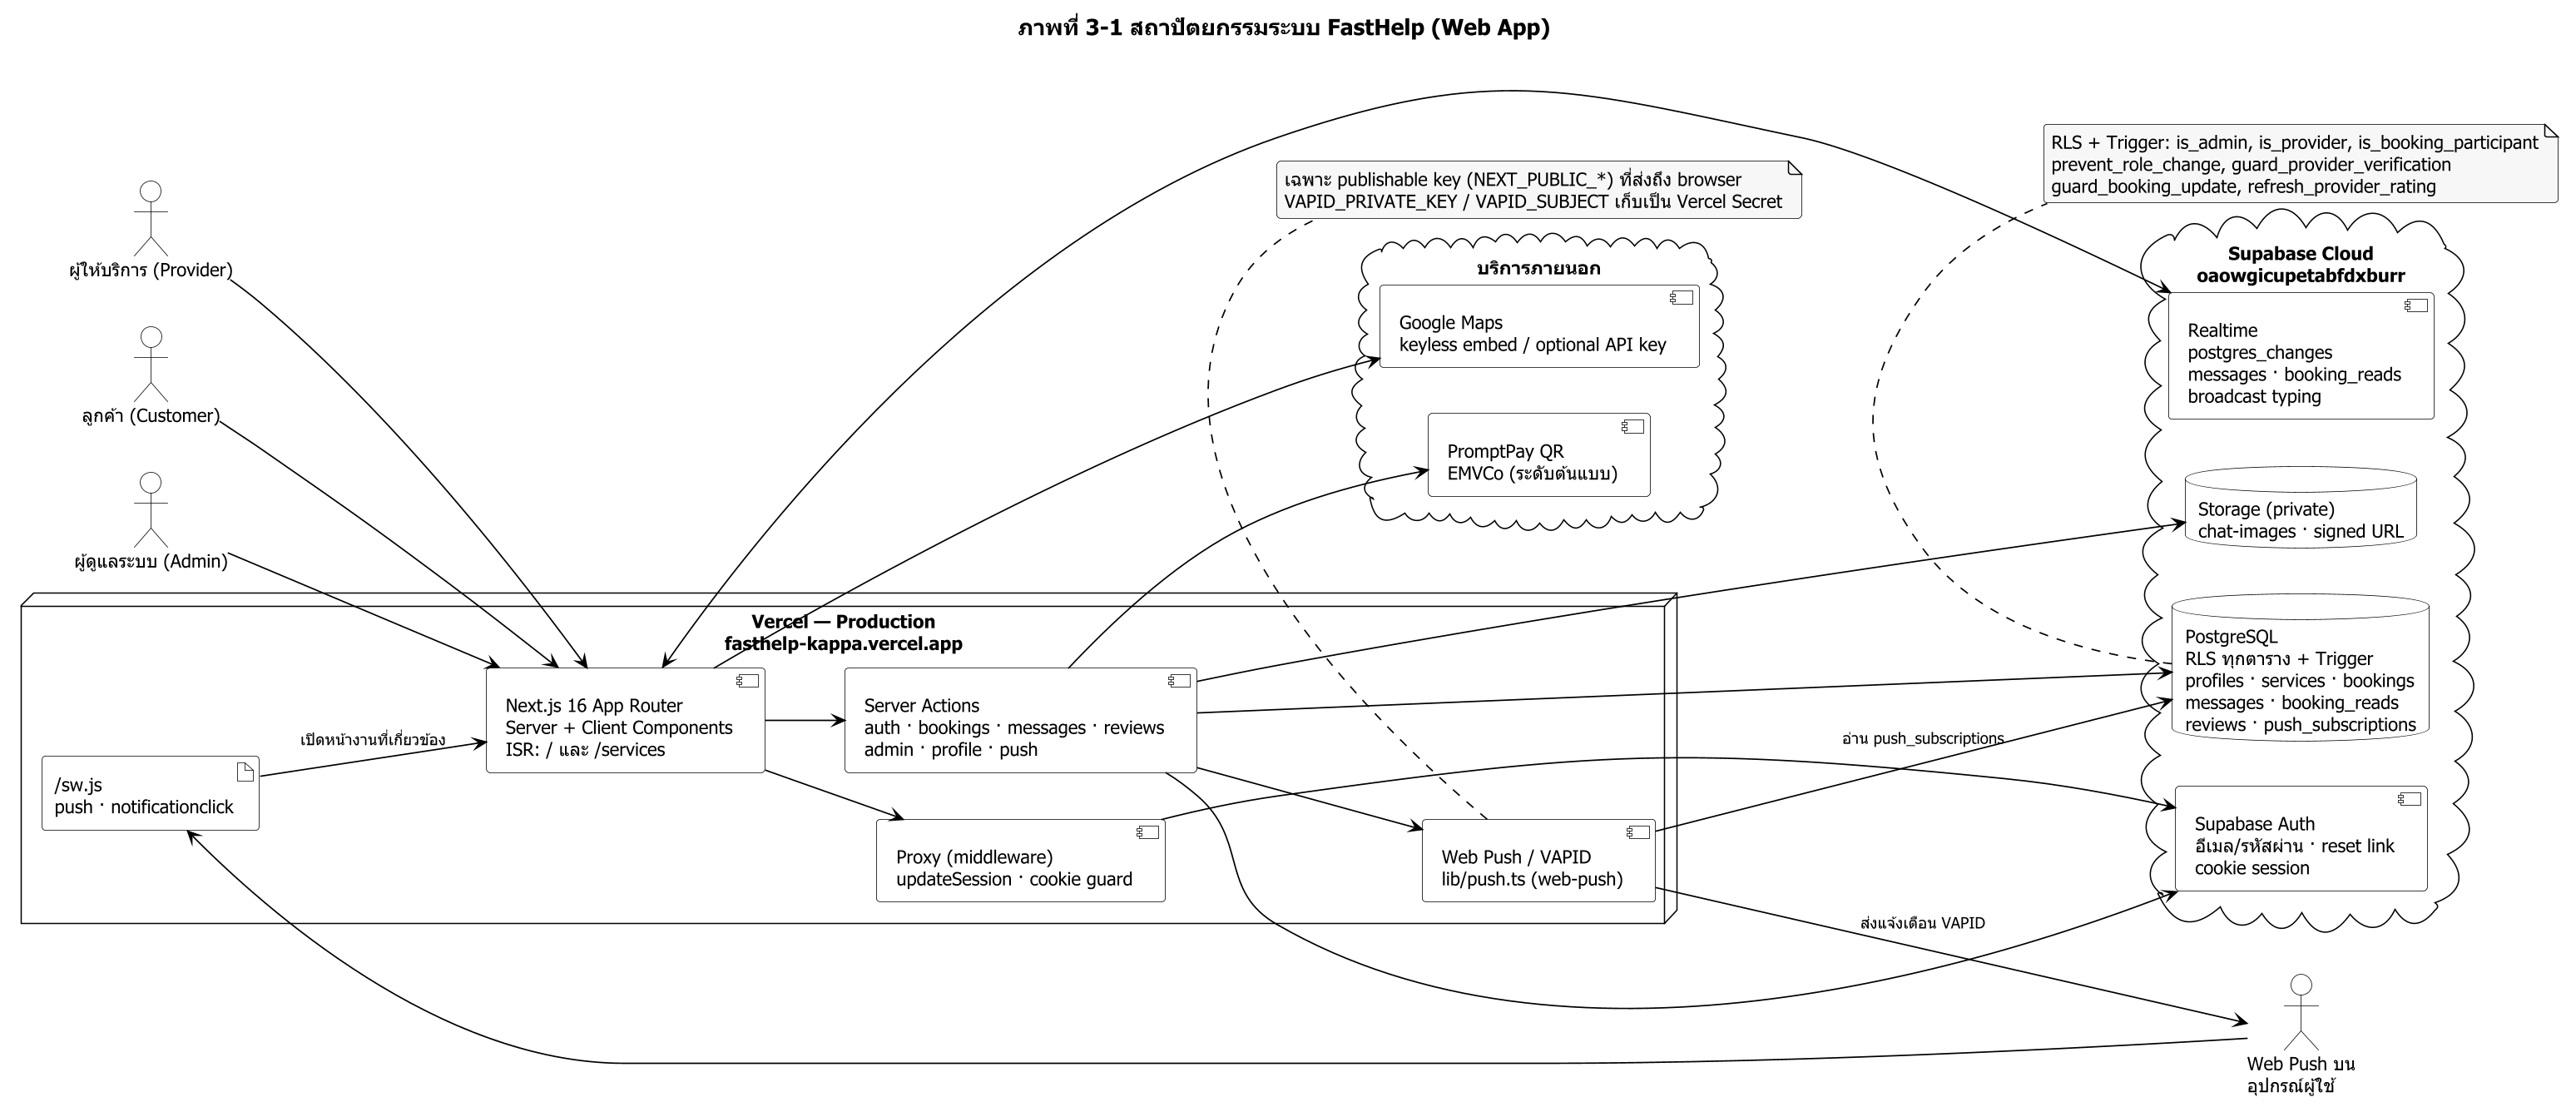 ภาพที่ 3-1 สถาปัตยกรรมระบบ FastHelp (Web App)
RLS + Trigger: is_admin, is_provider, is_booking_participant
prevent_role_change, guard_provider_verification
guard_booking_update, refresh_provider_rating
เฉพาะ publishable key (NEXT_PUBLIC_*) ที่ส่งถึง browser
VAPID_PRIVATE_KEY / VAPID_SUBJECT เก็บเป็น Vercel Secret
ผู้ให้บริการ (Provider)
ลูกค้า (Customer)
ผู้ดูแลระบบ (Admin)
บริการภายนอก
Google Maps
keyless embed / optional API key
PromptPay QR
EMVCo (ระดับต้นแบบ)
Supabase Cloud
oaowgicupetabfdxburr
Realtime
postgres_changes
messages · booking_reads
broadcast typing
Storage (private)
chat-images · signed URL
PostgreSQL
RLS ทุกตาราง + Trigger
profiles · services · bookings
messages · booking_reads
reviews · push_subscriptions
Supabase Auth
อีเมล/รหัสผ่าน · reset link
cookie session
Vercel — Production
fasthelp-kappa.vercel.app
Next.js 16 App Router
Server + Client Components
ISR: / และ /services
Server Actions
auth · bookings · messages · reviews
admin · profile · push
เปิดหน้างานที่เกี่ยวข้อง
/sw.js
push · notificationclick
Proxy (middleware)
updateSession · cookie guard
Web Push / VAPID
lib/push.ts (web-push)
อ่าน push_subscriptions
ส่งแจ้งเตือน VAPID
Web Push บน
อุปกรณ์ผู้ใช้